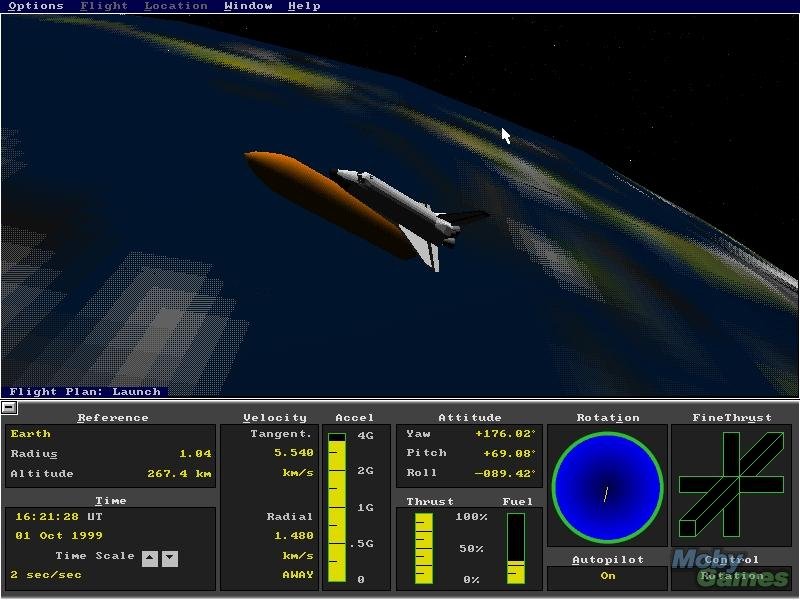 Options Flight Location Window Help
Flight Plan: Launch
Reference
Earth
Radius 1.04
Altitude 267.4 km
Time
16:21:28 UT
01 Oct 1999
Time Scale
2 sec/sec
Velocity
Tangent.
5.540
km/s
Radial
1.480
km/s
AWAY
Accel
4G
2G
1G
.5G
0
Attitude
Yaw +176.02°
Pitch +69.08°
Roll -089.42°
Thrust Fuel
100%
50%
0%
Rotation
Autopilot
On
FineThrust
Control
Rotation
MobyGames